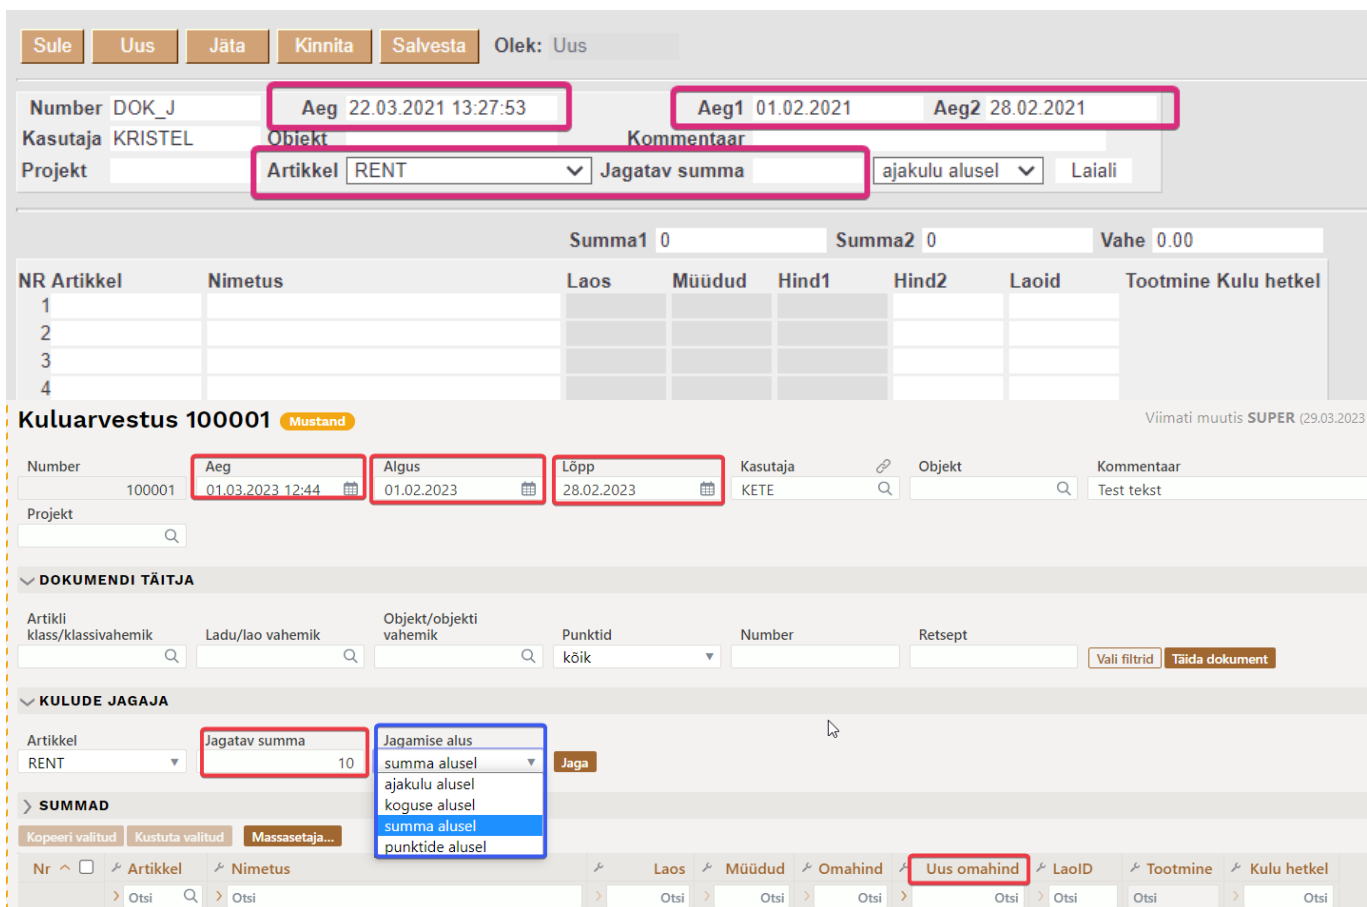 Sule Uus Jäta Kinnita Salvesta Olek: Uus
Number DOK_J Aeg 22.03.2021 13:27:53 Aeg1 01.02.2021 Aeg2 28.02.2021
Kasutaja KRISTEL Objekt Kommentaar
Projekt Artikkel RENT Jagatav summa ajakulu alusel Laiali
Summa1 0 Summa2 0 Vahe 0.00
NR Artikkel Nimetus Laos Müüdud Hind1 Hind2 Laoid Tootmine Kulu hetkel
1
2
3
4
Kuluarvestus 100001 Mustand Viimati muutis SUPER (29.03.2023
Number Aeg Algus Lõpp Kasutaja Objekt Kommentaar
100001 01.03.2023 12:44 01.02.2023 28.02.2023 KETE Test tekst
Projekt
DOKUMENDI TÄITJA
Artikli klass/klassivahemik Ladu/lao vahemik Objekt/objekti vahemik Punktid Number Retsept
kõik Vali filtrid Täida dokument
KULUDE JAGAJA
Artikkel Jagatav summa Jagamise alus
RENT 10 summa alusel Jaga
ajakulu alusel
koguse alusel
summa alusel
punktide alusel
SUMMAD
Kopeeri valitud Kustuta valitud Massasetaja...
Nr Artikkel Nimetus Laos Müüdud Omahind Uus omahind LaoID Tootmine Kulu hetkel
Otsi Otsi Otsi Otsi Otsi Otsi Otsi Otsi Otsi